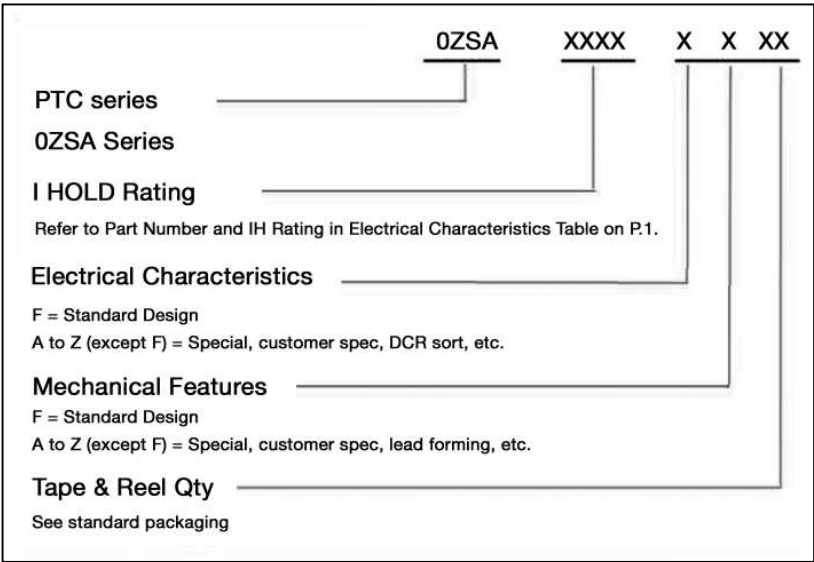 0ZSA XXXX X X XX
PTC series
0ZSA Series
I HOLD Rating
Refer to Part Number and IH Rating in Electrical Characteristics Table on P.1.
Electrical Characteristics
F = Standard Design
A to Z (except F) = Special, customer spec, DCR sort, etc.
Mechanical Features
F = Standard Design
A to Z (except F) = Special, customer spec, lead forming, etc.
Tape & Reel Qty
See standard packaging